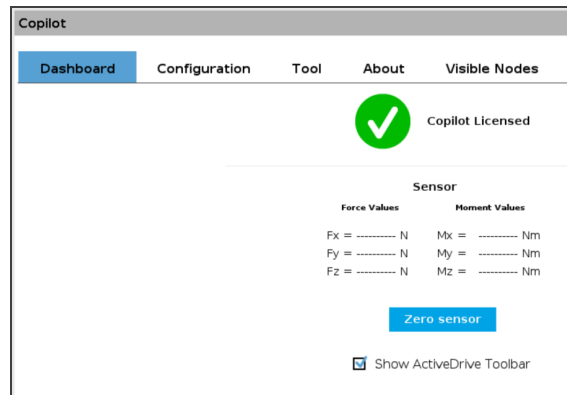 Copilot
Dashboard Configuration Tool About Visible Nodes
Copilot Licensed
Sensor
Force Values Moment Values
Fx = ---------- N Mx = ---------- Nm
Fy = ---------- N My = ---------- Nm
Fz = ---------- N Mz = ---------- Nm
Zero sensor
Show ActiveDrive Toolbar